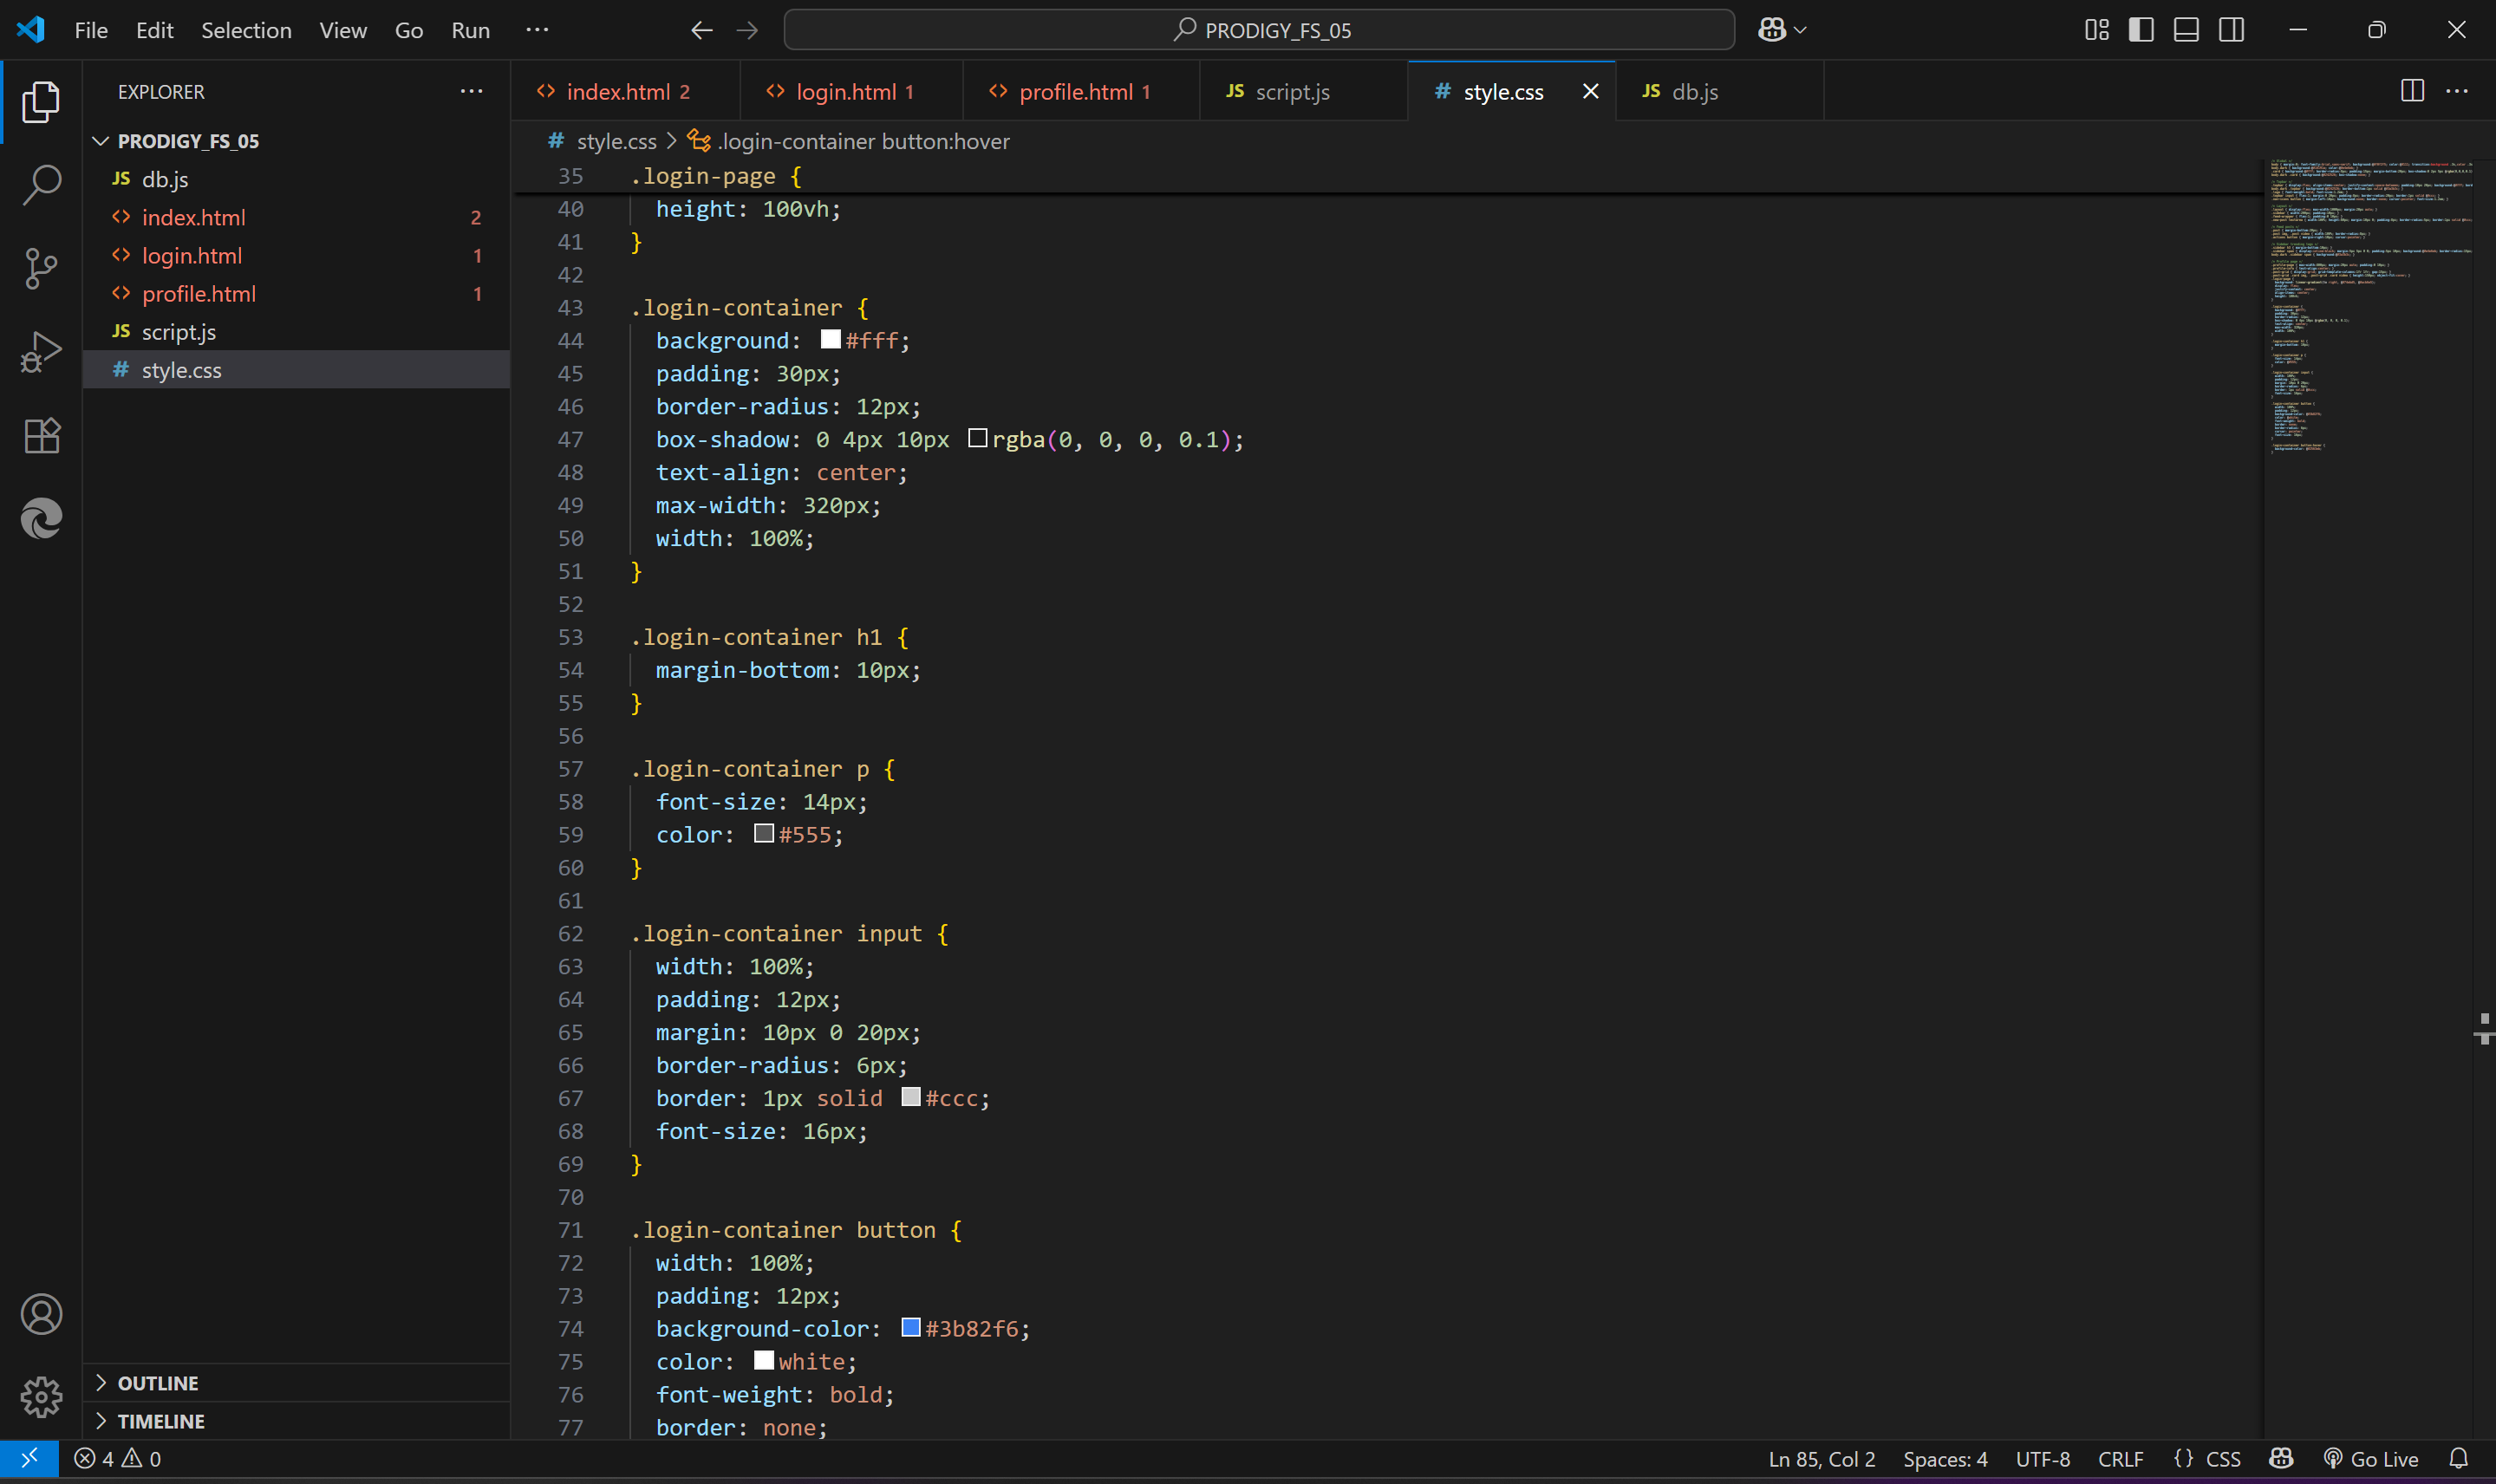 File Edit Selection View Go Run ··· PRODIGY_FS_05
EXPLORER ···
PRODIGY_FS_05
JS db.js
<> index.html 2
<> login.html 1
<> profile.html 1
JS script.js
# style.css
OUTLINE
TIMELINE
<> index.html 2 <> login.html 1 <> profile.html 1 JS script.js # style.css JS db.js ···
# style.css > .login-container button:hover
35 .login-page {
40 height: 100vh;
41 }
42
43 .login-container {
44 background: #fff;
45 padding: 30px;
46 border-radius: 12px;
47 box-shadow: 0 4px 10px rgba(0, 0, 0, 0.1);
48 text-align: center;
49 max-width: 320px;
50 width: 100%;
51 }
52
53 .login-container h1 {
54 margin-bottom: 10px;
55 }
56
57 .login-container p {
58 font-size: 14px;
59 color: #555;
60 }
61
62 .login-container input {
63 width: 100%;
64 padding: 12px;
65 margin: 10px 0 20px;
66 border-radius: 6px;
67 border: 1px solid #ccc;
68 font-size: 16px;
69 }
70
71 .login-container button {
72 width: 100%;
73 padding: 12px;
74 background-color: #3b82f6;
75 color: white;
76 font-weight: bold;
77 border: none;
4 0 Ln 85, Col 2 Spaces: 4 UTF-8 CRLF {} CSS Go Live